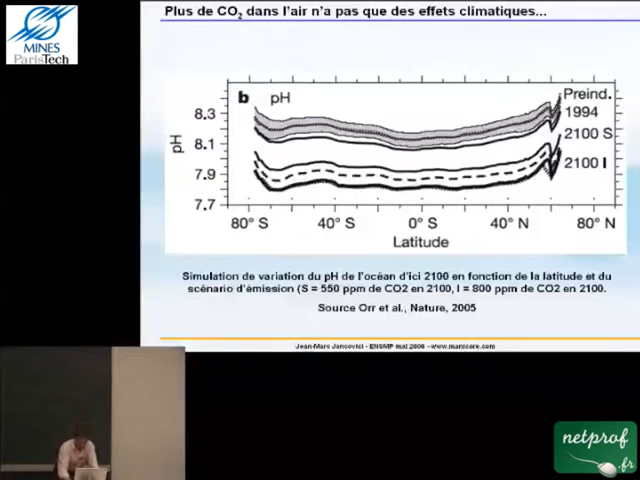 Plus de CO2 dans l'air n'a pas que des effets climatiques...
MINES
ParisTech
b pH
Preind.
1994
2100 S
2100 I
pH
8.3
8.1
7.9
7.7
80° S 40° S 0° S 40° N 80° N
Latitude
Simulation de variation du pH de l'océan d'ici 2100 en fonction de la latitude et du
scénario d'émission (S = 550 ppm de CO2 en 2100, I = 800 ppm de CO2 en 2100.
Source Orr et al., Nature, 2005
Jean-Marc Jancovici - ENSMP mai 2008 - www.manicore.com
netprof
.fr